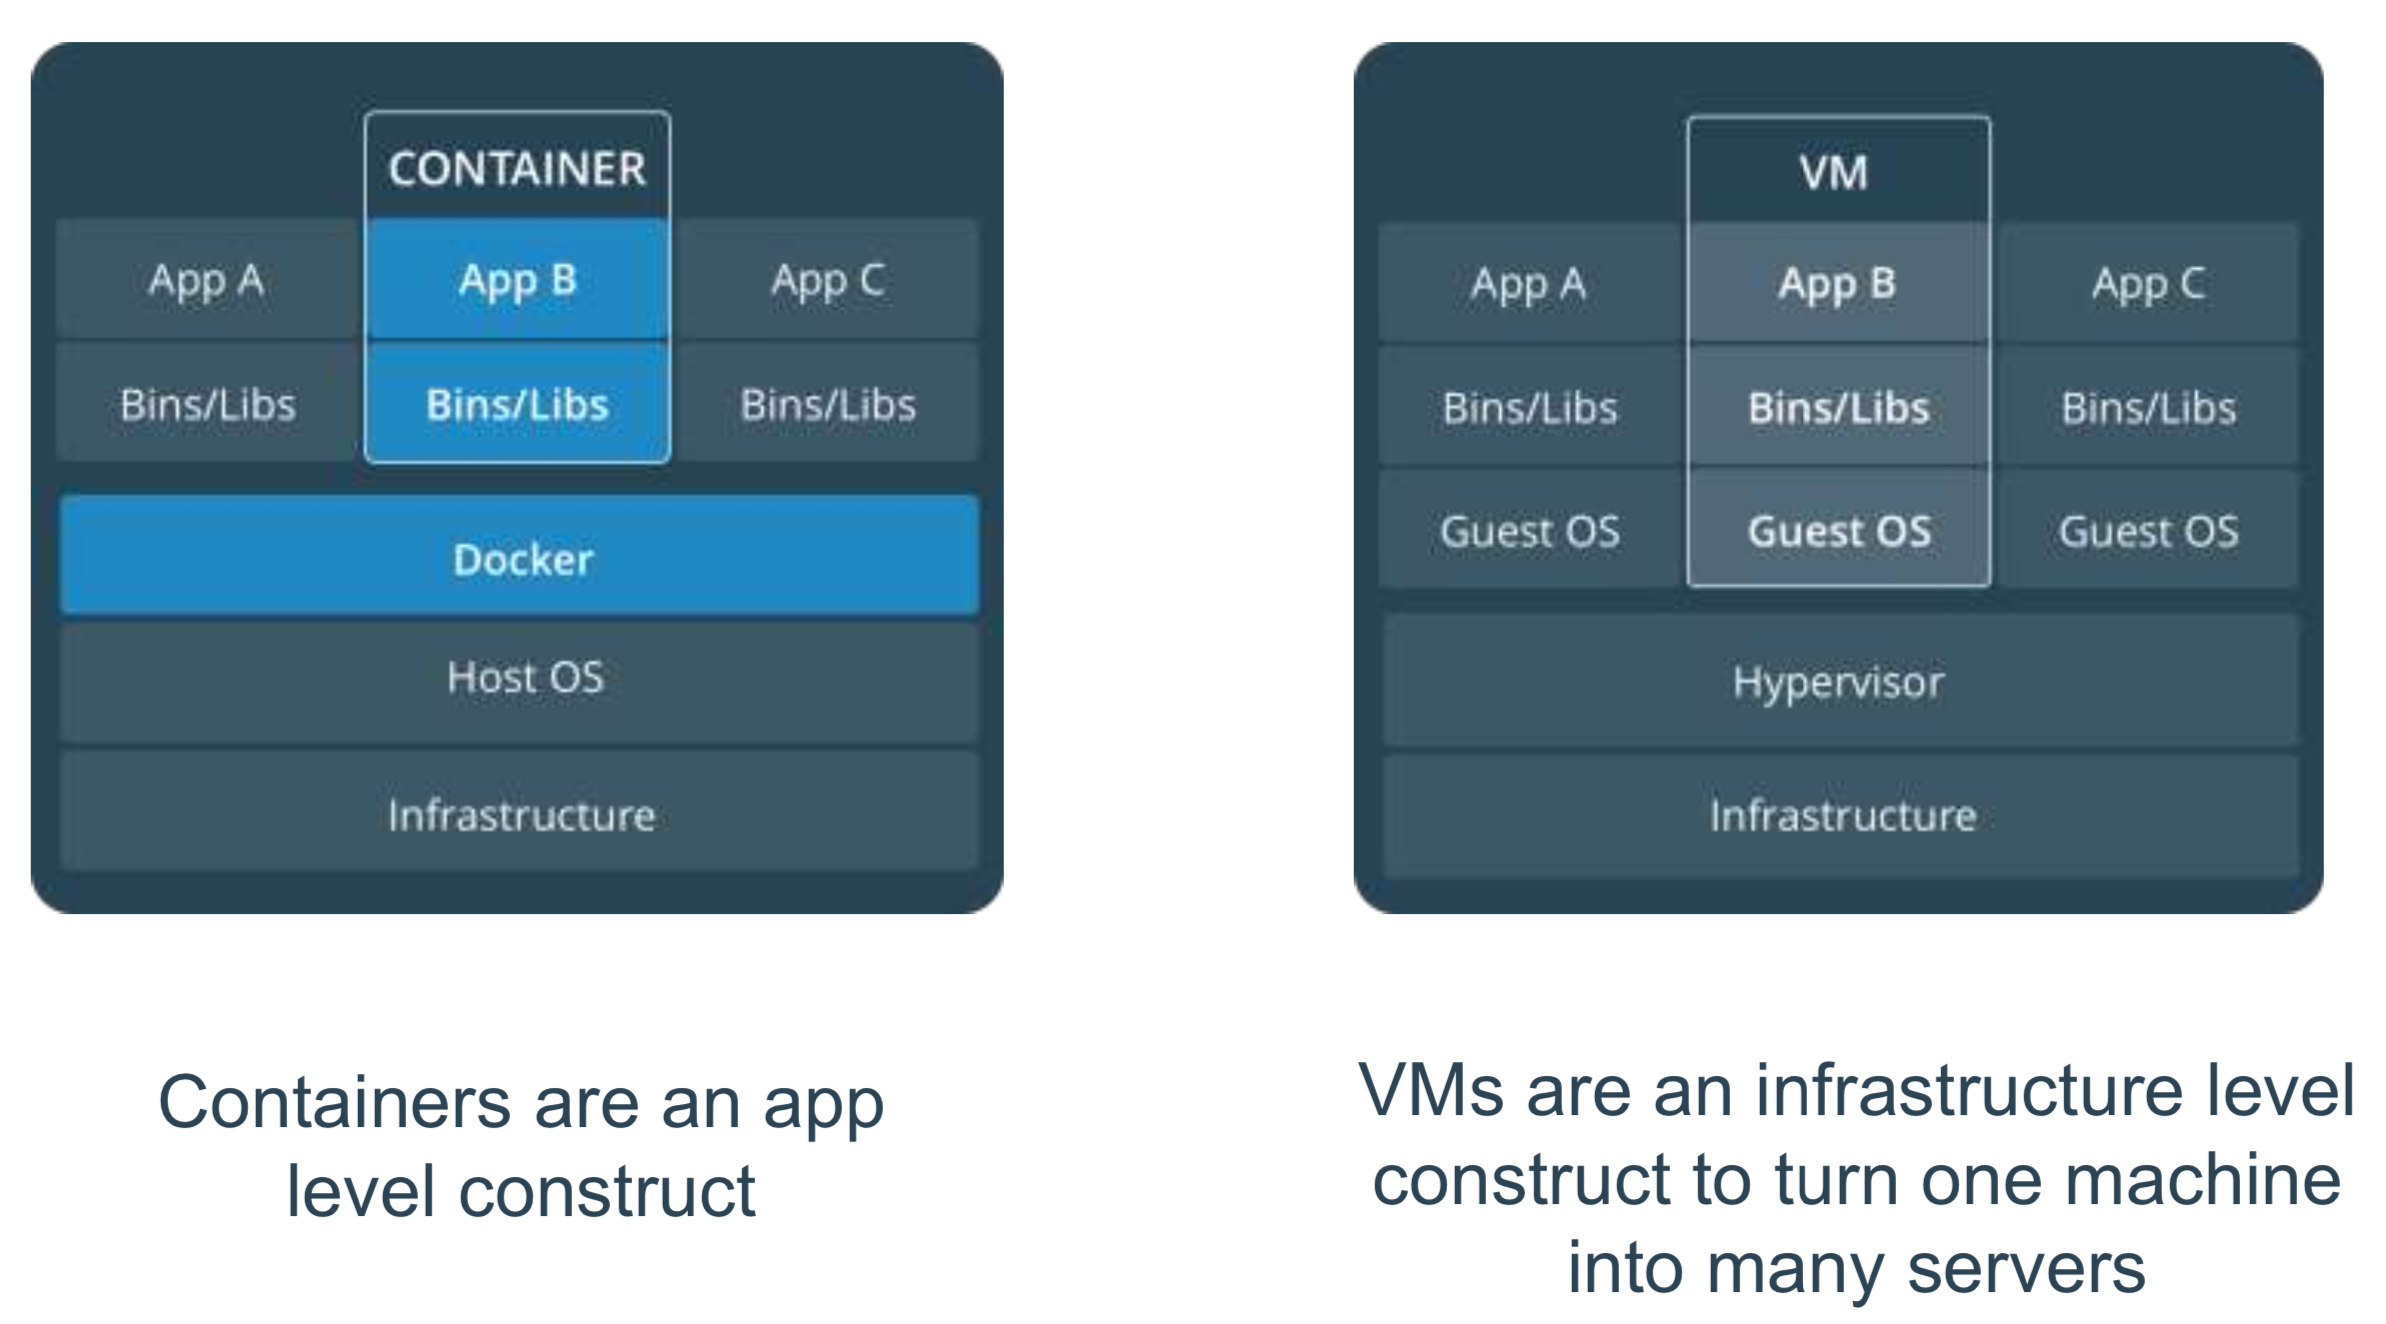 CONTAINER
App A
App B
App C
Bins/Libs
Bins/Libs
Bins/Libs
Docker
Host OS
Infrastructure
Containers are an app
level construct
VM
App A
App B
App C
Bins/Libs
Bins/Libs
Bins/Libs
Guest OS
Guest OS
Guest OS
Hypervisor
Infrastructure
VMs are an infrastructure level
construct to turn one machine
into many servers